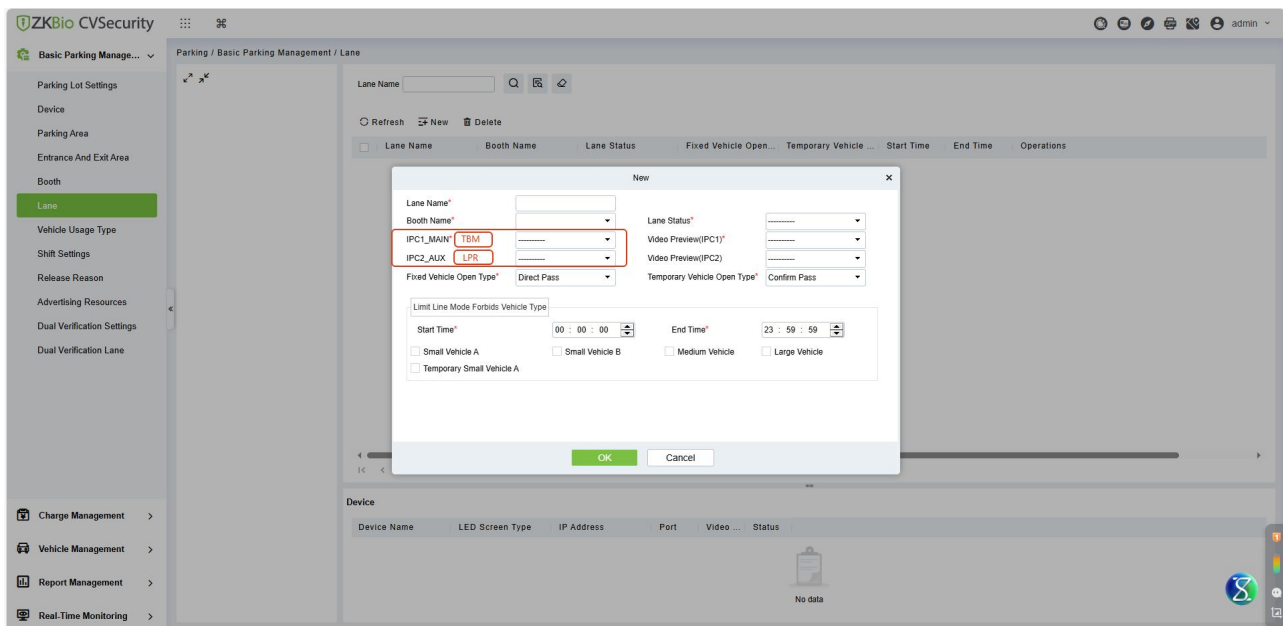 ZKBio CVSecurity
admin
Basic Parking Manage...
Parking / Basic Parking Management / Lane
Parking Lot Settings
Device
Parking Area
Entrance And Exit Area
Booth
Lane
Vehicle Usage Type
Shift Settings
Release Reason
Advertising Resources
Dual Verification Settings
Dual Verification Lane
Charge Management
Vehicle Management
Report Management
Real-Time Monitoring
Lane Name
Refresh New Delete
Lane Name Booth Name Lane Status Fixed Vehicle Open... Temporary Vehicle ... Start Time End Time Operations
New
Lane Name*
Booth Name* Lane Status* ----------
IPC1_MAIN* TBM ---------- Video Preview(IPC1)* ----------
IPC2_AUX LPR ---------- Video Preview(IPC2) ----------
Fixed Vehicle Open Type* Direct Pass Temporary Vehicle Open Type* Confirm Pass
Limit Line Mode Forbids Vehicle Type
Start Time* 00 : 00 : 00 End Time* 23 : 59 : 59
Small Vehicle A Small Vehicle B Medium Vehicle Large Vehicle
Temporary Small Vehicle A
OK Cancel
Device
Device Name LED Screen Type IP Address Port Video ... Status
No data